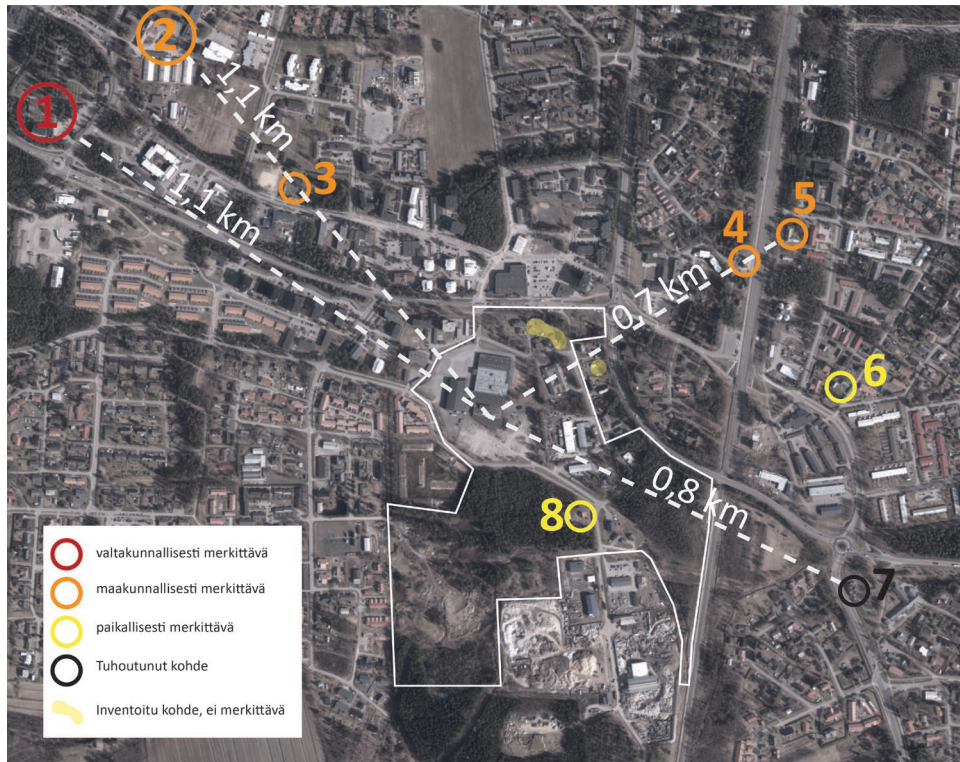 2
1
1,1 km
1,1 km
3
5
4
0,7 km
6
0,8 km
8
7
valtakunnallisesti merkittävä
maakunnallisesti merkittävä
paikallisesti merkittävä
Tuhoutunut kohde
Inventoitu kohde, ei merkittävä